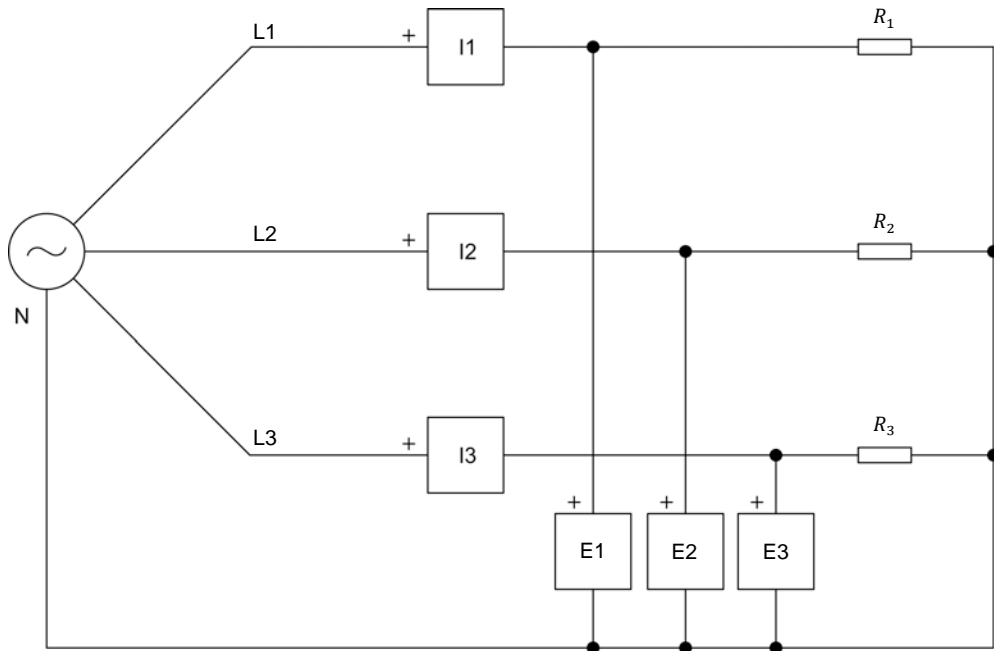 R₁
L1
+
I1
R₂
L2
+
I2
N
R₃
L3
+
I3
+
+
+
E1
E2
E3